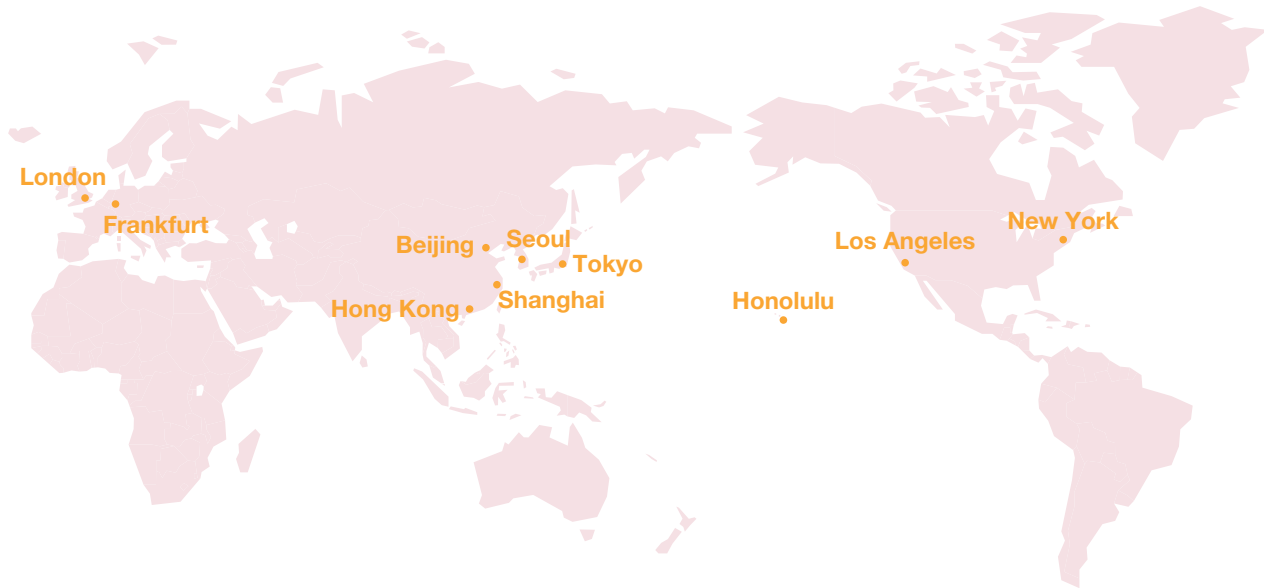 London
Frankfurt
Beijing
Seoul
Tokyo
Shanghai
Hong Kong
Honolulu
Los Angeles
New York